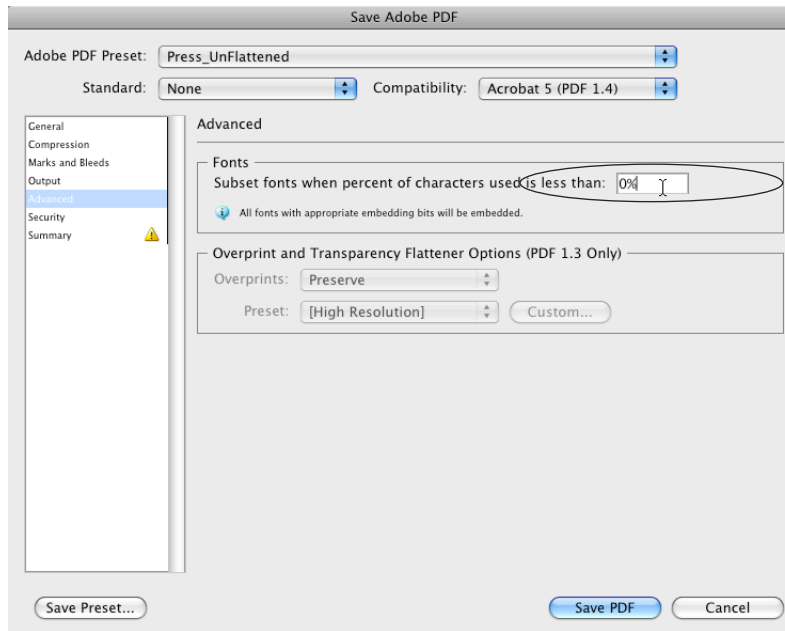 Save Adobe PDF
Adobe PDF Preset: Press_UnFlattened
Standard: None Compatibility: Acrobat 5 (PDF 1.4)
General
Compression
Marks and Bleeds
Output
Advanced
Security
Summary
Advanced
Fonts
Subset fonts when percent of characters used is less than: 0%
All fonts with appropriate embedding bits will be embedded.
Overprint and Transparency Flattener Options (PDF 1.3 Only)
Overprints: Preserve
Preset: [High Resolution] Custom...
Save Preset... Save PDF Cancel